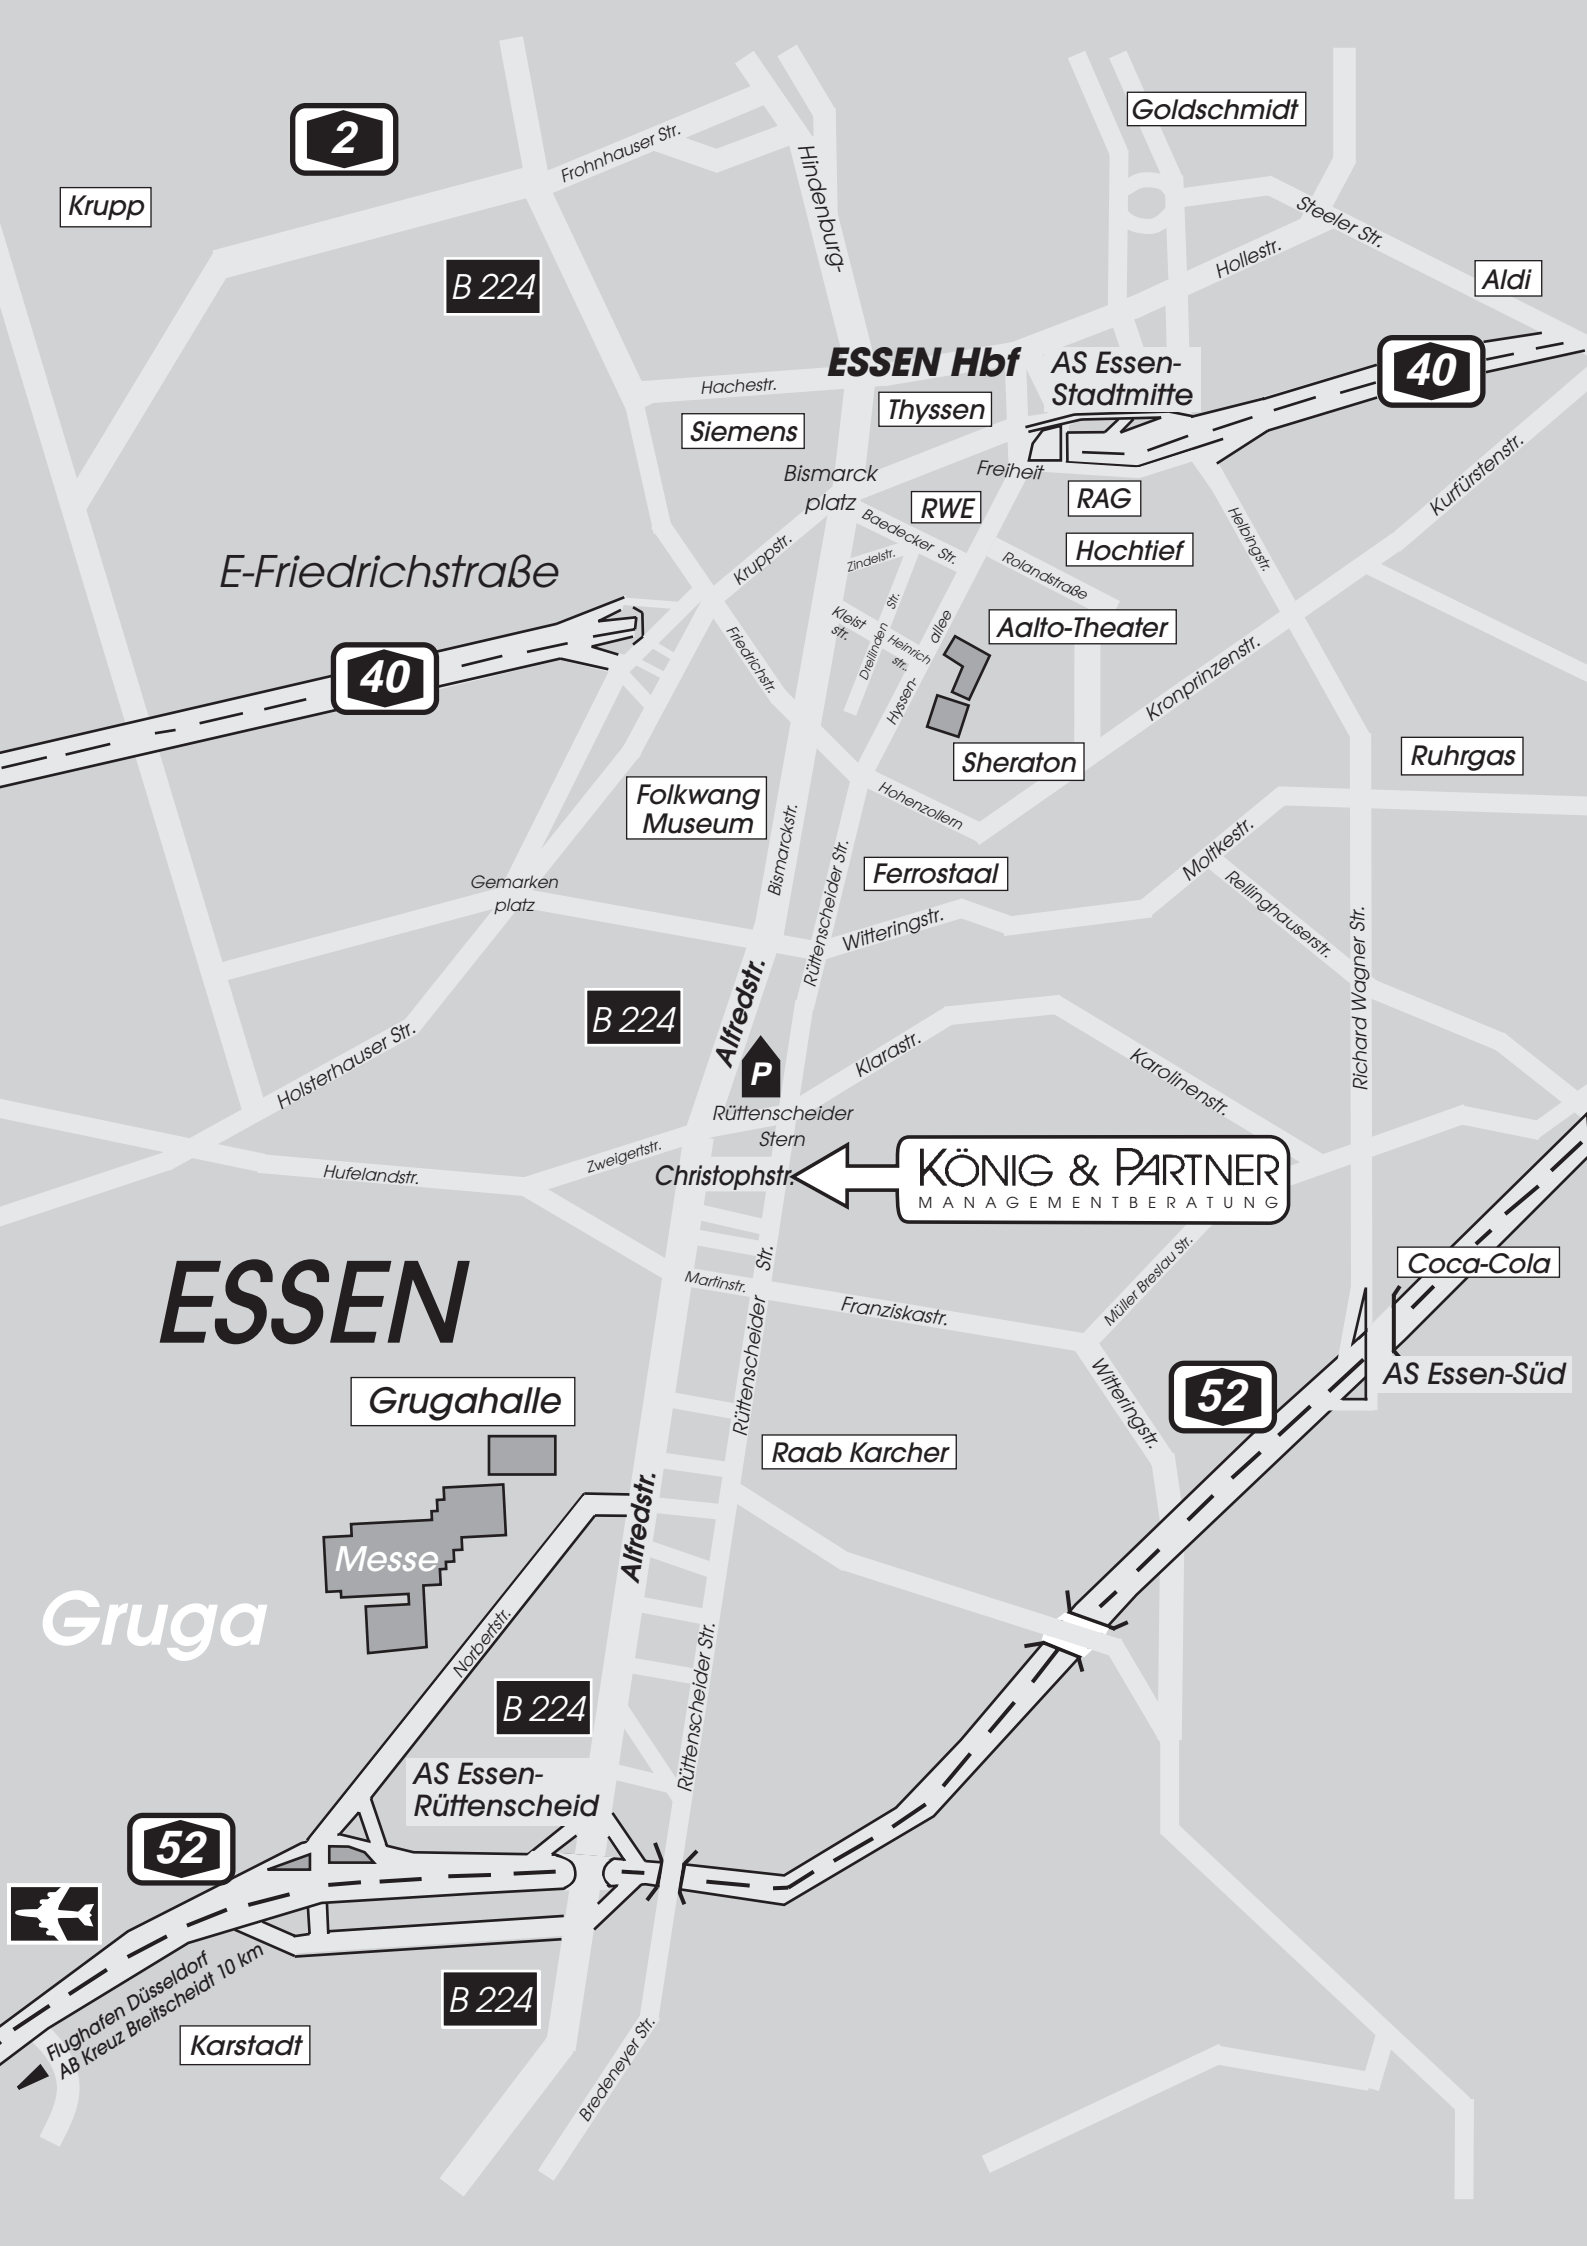 Goldschmidt
2
Frohnhauser Str.
Hindenburg-
Krupp
Steeler Str.
Hollestr.
B 224
Aldi
ESSEN Hbf
AS Essen-
Stadtmitte
40
Hachestr.
Thyssen
Siemens
Bismarck
platz
Freiheit
Kurfürstenstr.
RWE
RAG
Baedecker Str.
Helbingstr.
Kruppstr.
Zindelstr.
Hochtief
Rolandstraße
E-Friedrichstraße
Kleist
str.
Dreilinden Str.
Heinrich
str.
Hyssen-
allee
Aalto-Theater
Friedrichstr.
40
Kronprinzenstr.
Sheraton
Ruhrgas
Folkwang
Museum
Hohenzollern
Bismarckstr.
Rüttenscheider Str.
Moltkestr.
Ferrostaal
Gemarken
platz
Rellinghauserstr.
Witteringstr.
Richard Wagner Str.
Alfredstr.
B 224
Holsterhauser Str.
Klarastr.
Karolinenstr.
P
Rüttenscheider
Stern
Zweigertstr.
Hufelandstr.
Christophstr.
KÖNIG & PARTNER
MANAGEMENTBERATUNG
ESSEN
Martinstr.
Rüttenscheider Str.
Franziskastr.
Müller Breslau Str.
Coca-Cola
AS Essen-Süd
Witteringstr.
52
Grugahalle
Raab Karcher
Alfredstr.
Messe
Gruga
Norbertstr.
Rüttenscheider Str.
B 224
AS Essen-
Rüttenscheid
52
Flughafen Düsseldorf
AB Kreuz Breitscheidt 10 km
B 224
Karstadt
Bredeneyer Str.